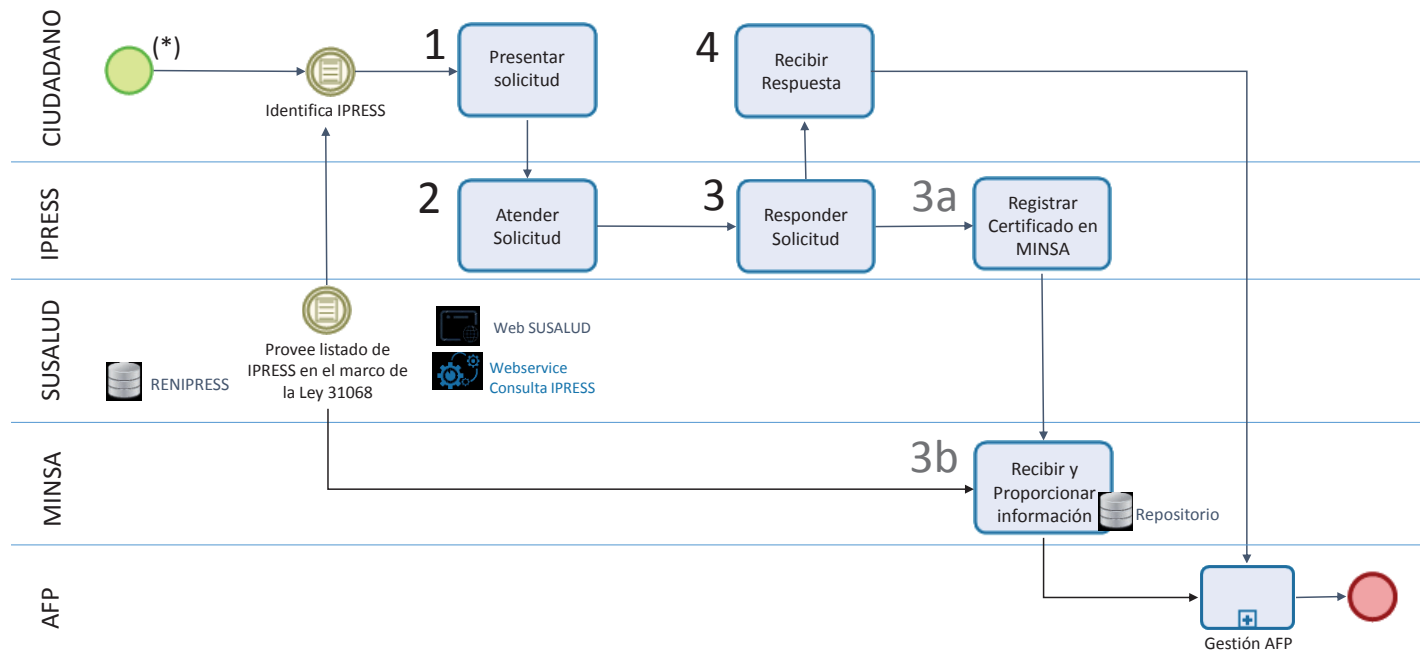 CIUDADANO
(*)
Identifica IPRESS
1
Presentar
solicitud
4
Recibir
Respuesta
IPRESS
2
Atender
Solicitud
3
Responder
Solicitud
3a
Registrar
Certificado en
MINSA
SUSALUD
RENIPRESS
Provee listado de
IPRESS en el marco de
la Ley 31068
Web SUSALUD
Webservice
Consulta IPRESS
MINSA
3b
Recibir y
Proporcionar
información
Repositorio
AFP
Gestión AFP